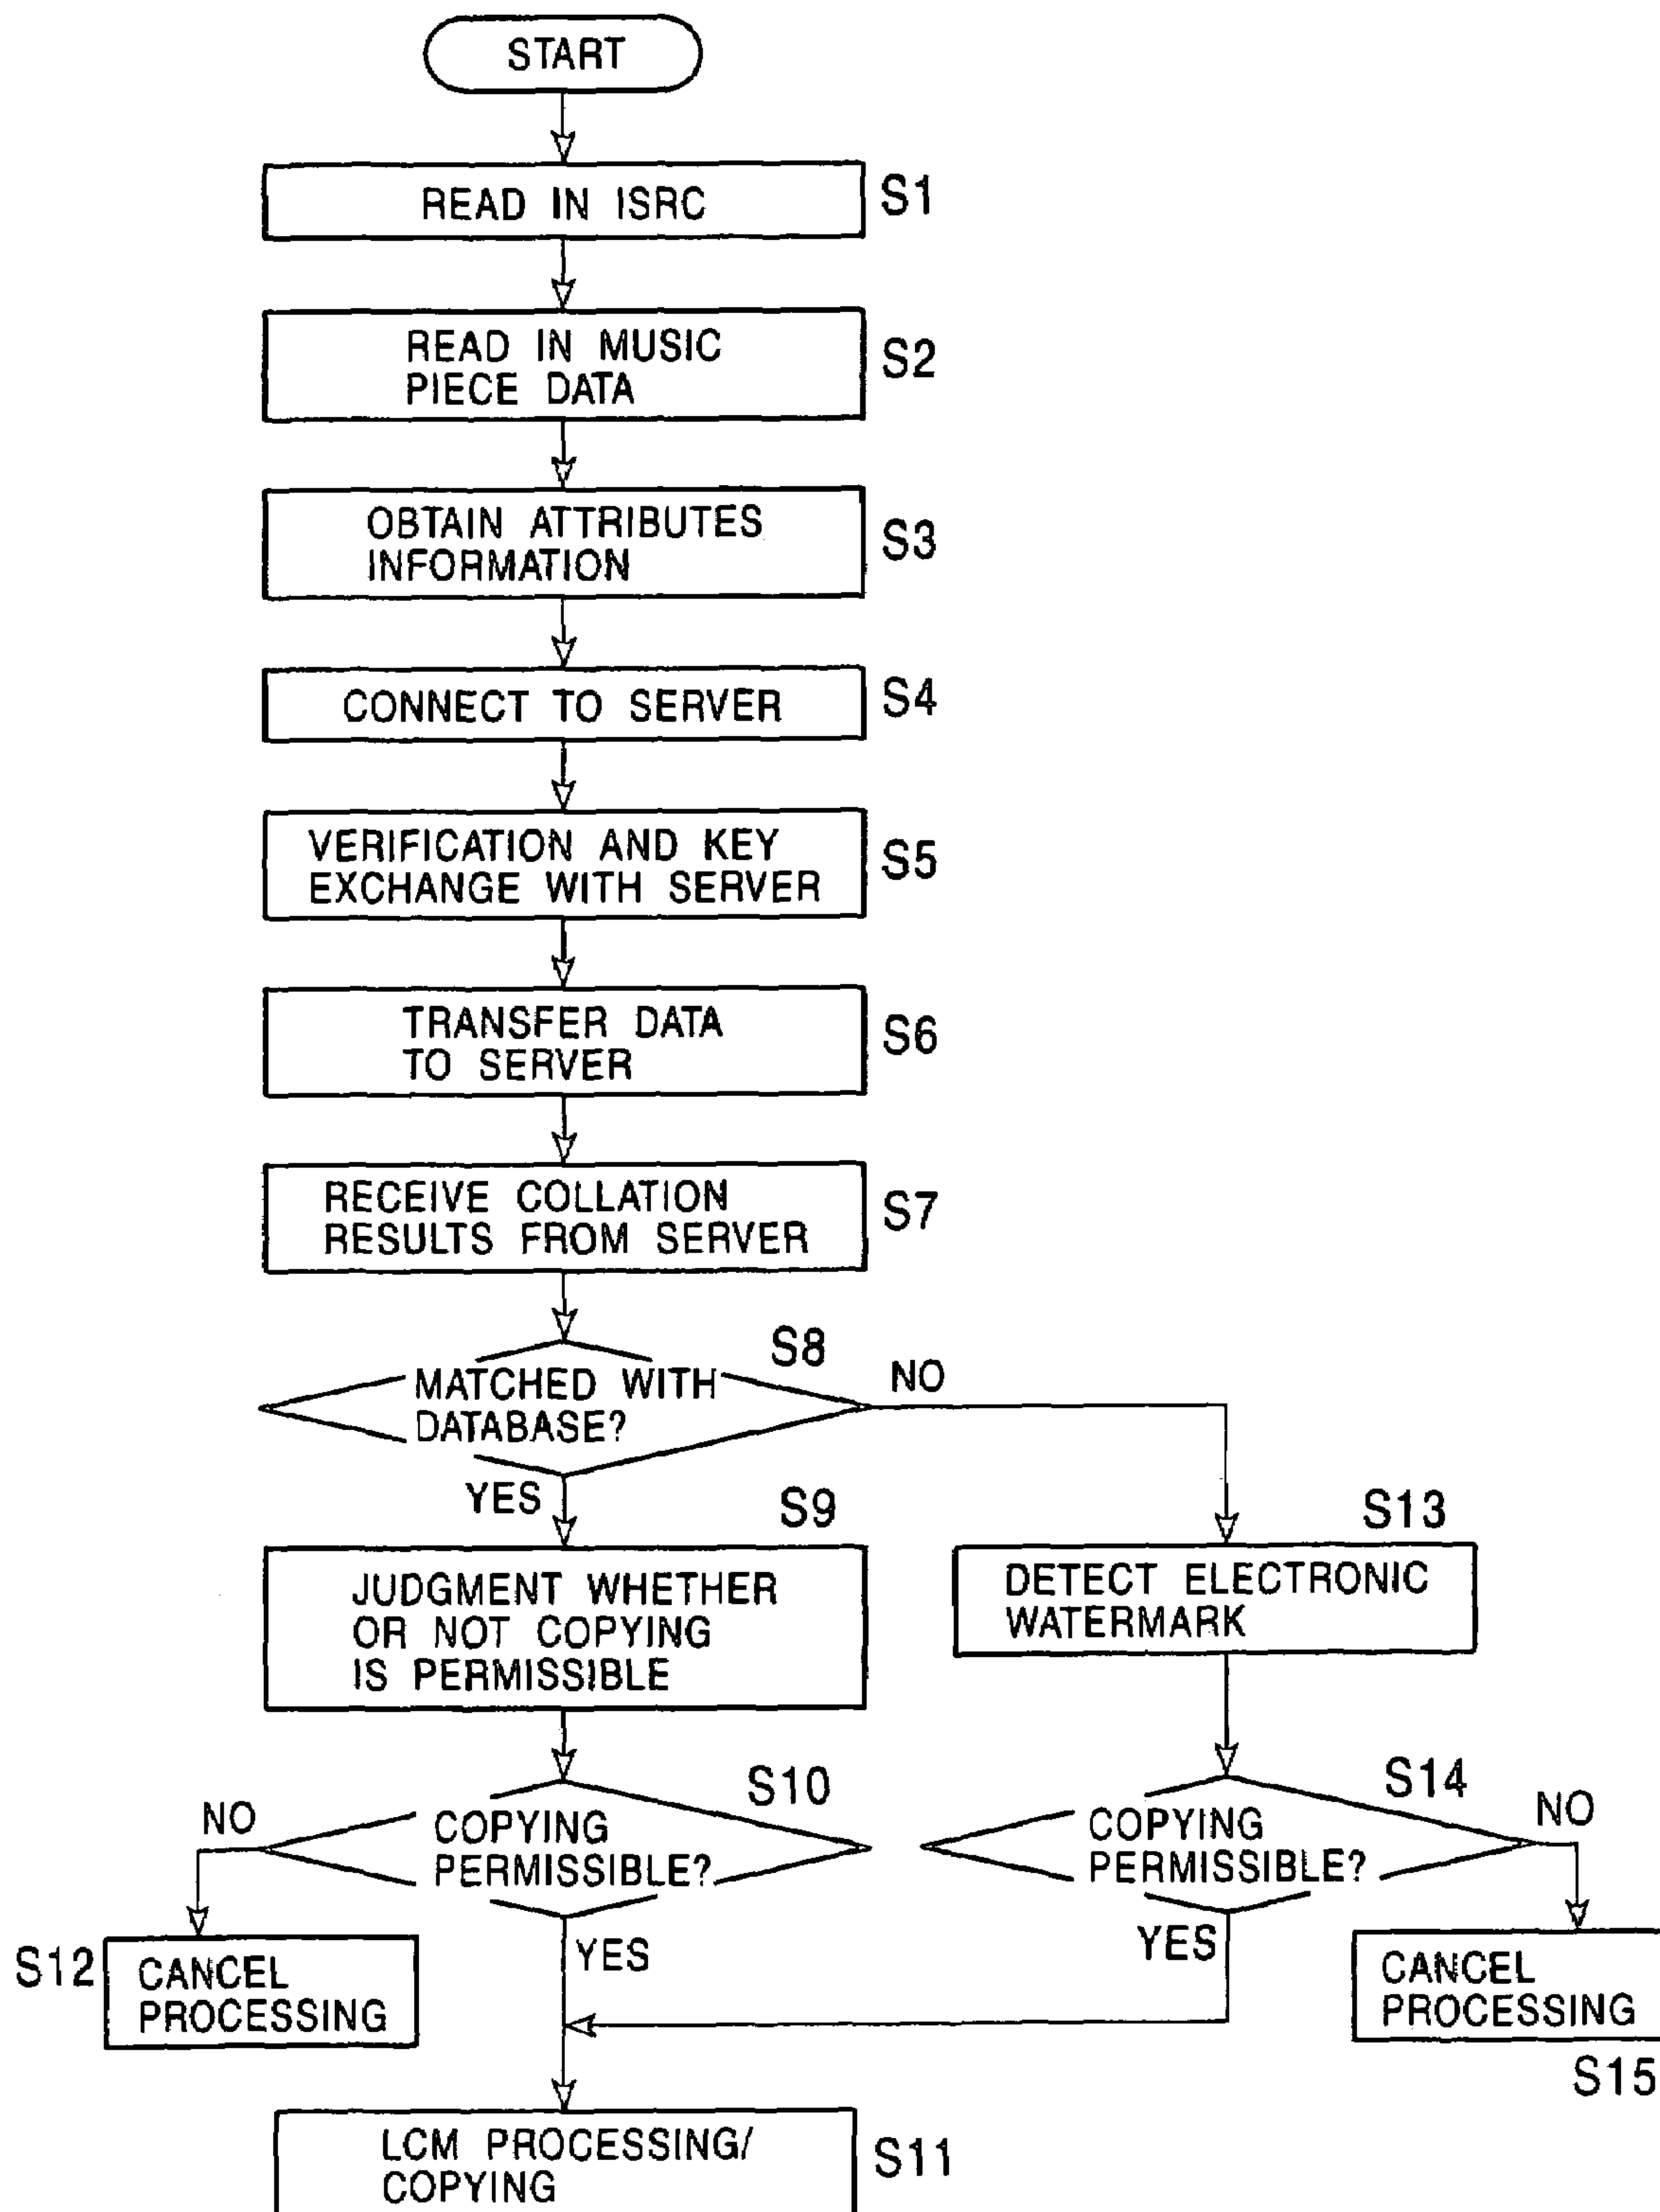 START
READ IN ISRC
S1
READ IN MUSIC
PIECE DATA
S2
OBTAIN ATTRIBUTES
INFORMATION
S3
CONNECT TO SERVER
S4
VERIFICATION AND KEY
EXCHANGE WITH SERVER
S5
TRANSFER DATA
TO SERVER
S6
RECEIVE COLLATION
RESULTS FROM SERVER
S7
S8
MATCHED WITH
DATABASE?
NO
YES
S9
JUDGMENT WHETHER
OR NOT COPYING
IS PERMISSIBLE
S13
DETECT ELECTRONIC
WATERMARK
S10
COPYING
PERMISSIBLE?
NO
YES
S14
COPYING
PERMISSIBLE?
NO
YES
S12
CANCEL
PROCESSING
CANCEL
PROCESSING
S15
LCM PROCESSING/
COPYING
S11